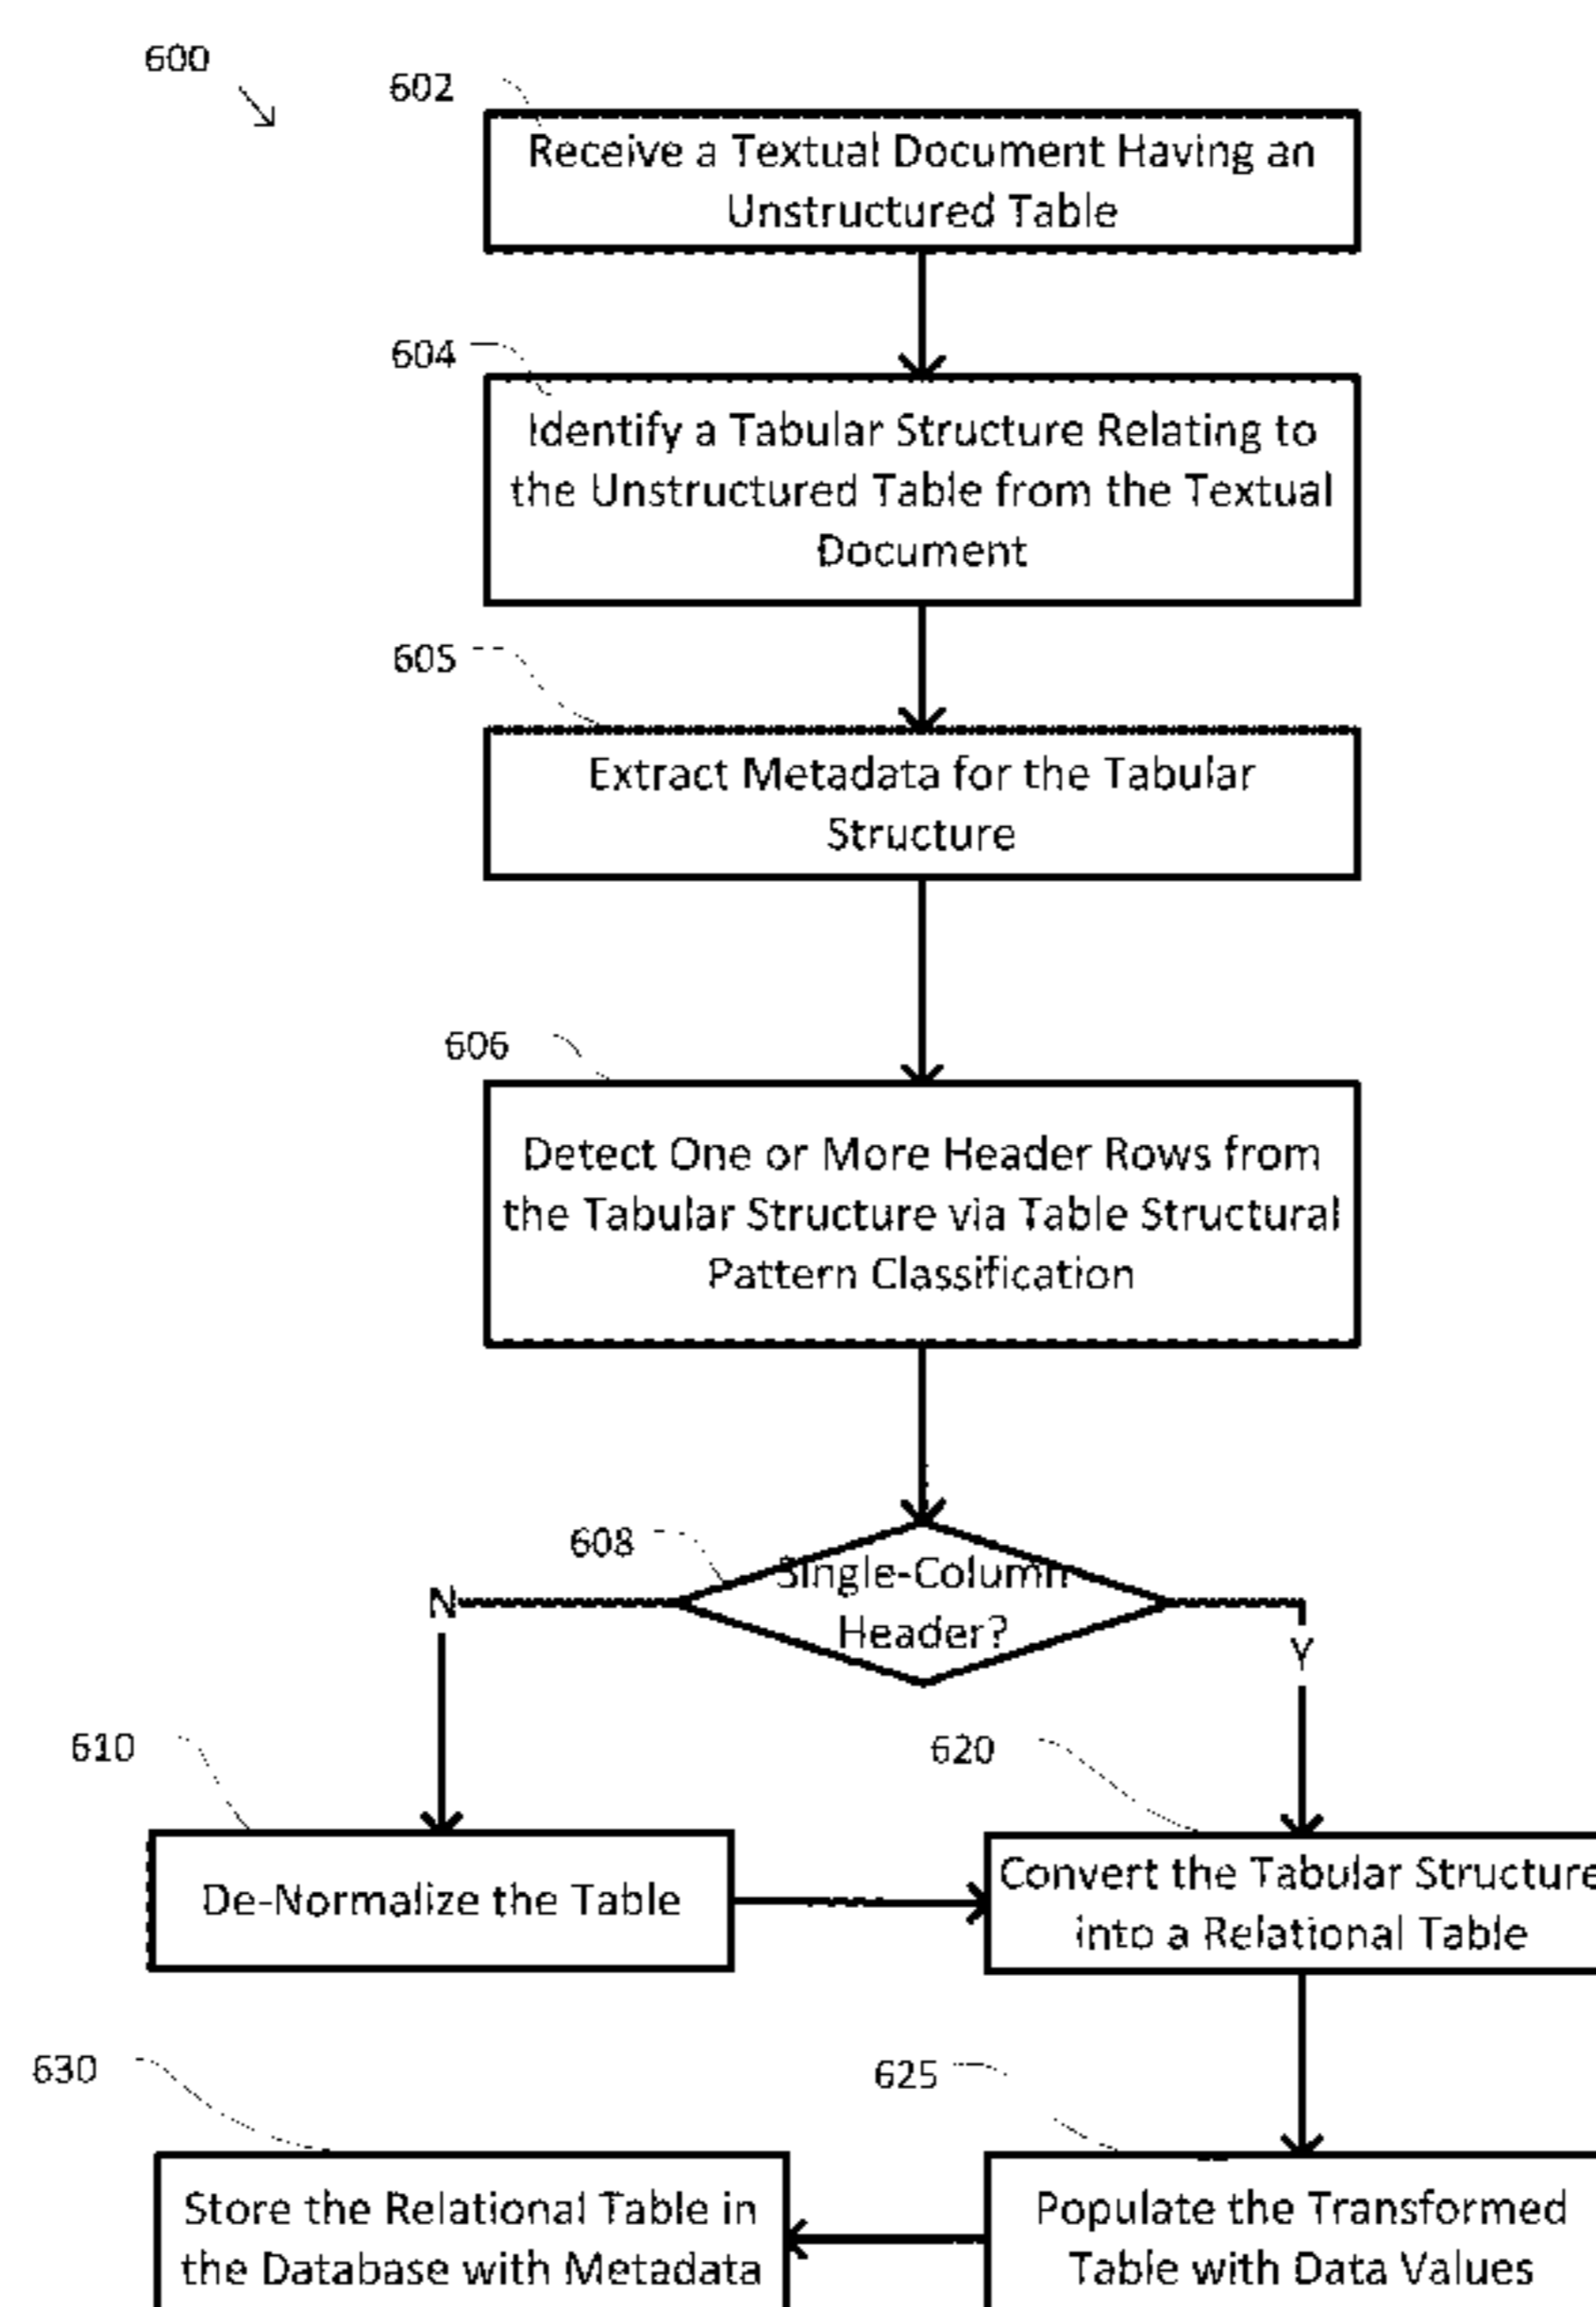 600
602
Receive a Textual Document Having an
Unstructured Table
604
Identify a Tabular Structure Relating to
the Unstructured Table from the Textual
Document
605
Extract Metadata for the Tabular
Structure
606
Detect One or More Header Rows from
the Tabular Structure via Table Structural
Pattern Classification
608
Single-Column
Header?
N
Y
610
620
De-Normalize the Table
Convert the Tabular Structure
into a Relational Table
630
625
Store the Relational Table in
the Database with Metadata
Populate the Transformed
Table with Data Values